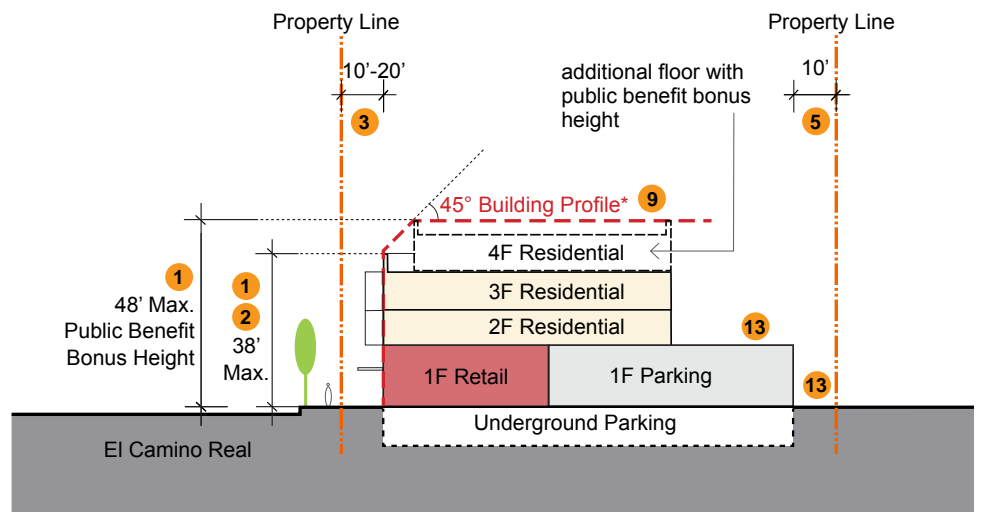 Property Line
Property Line
10’-20’
10’
additional floor with
public benefit bonus
height
3
5
45° Building Profile*
9
4F Residential
1
48’ Max.
Public Benefit
Bonus Height
1
2
38’
Max.
3F Residential
2F Residential
13
1F Retail
1F Parking
13
Underground Parking
El Camino Real